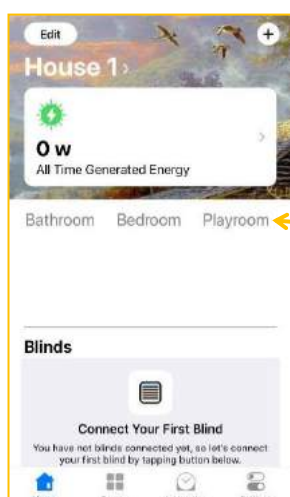 Edit +
House 1 >
0 w
All Time Generated Energy >
Bathroom Bedroom Playroom
Blinds
Connect Your First Blind
You have not blinds connected yet, so let's connect
your first blind by tapping button below.